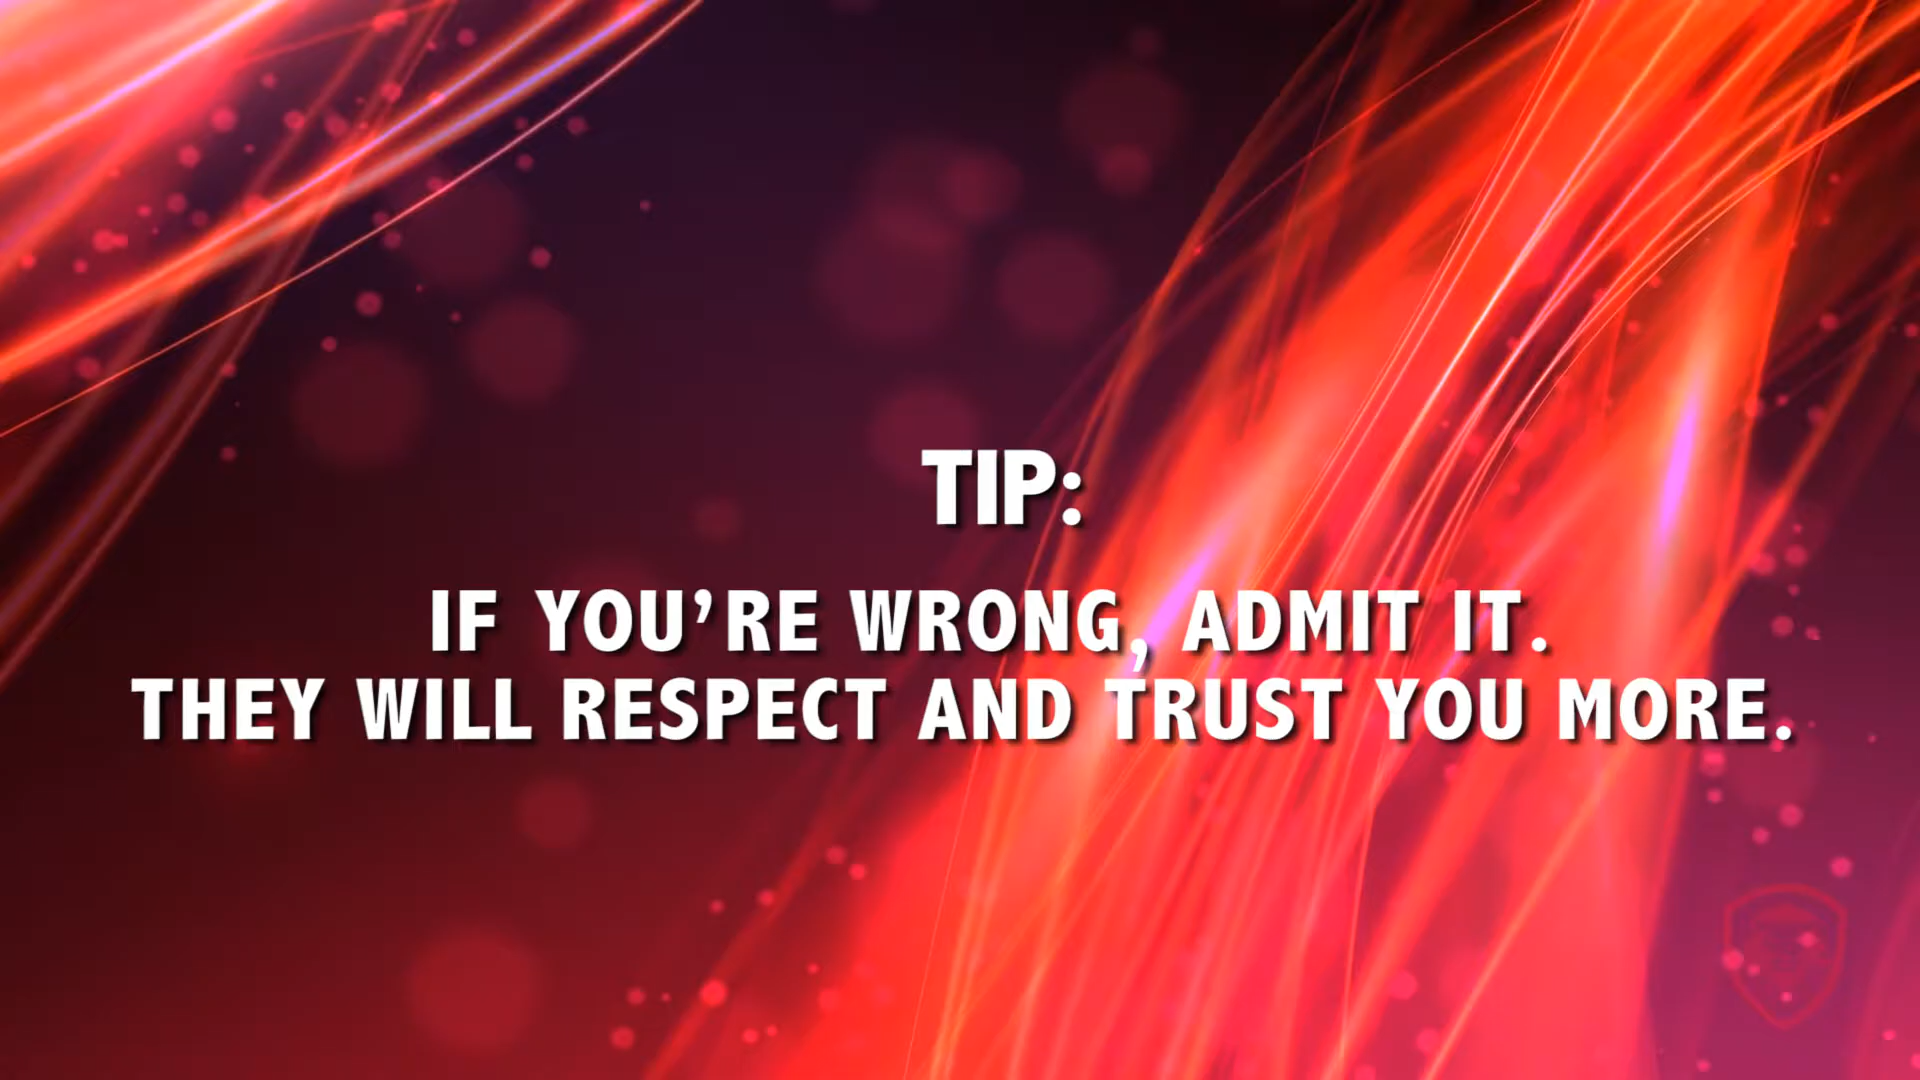 TIP:
IF YOU’RE WRONG, ADMIT IT.
THEY WILL RESPECT AND TRUST YOU MORE.